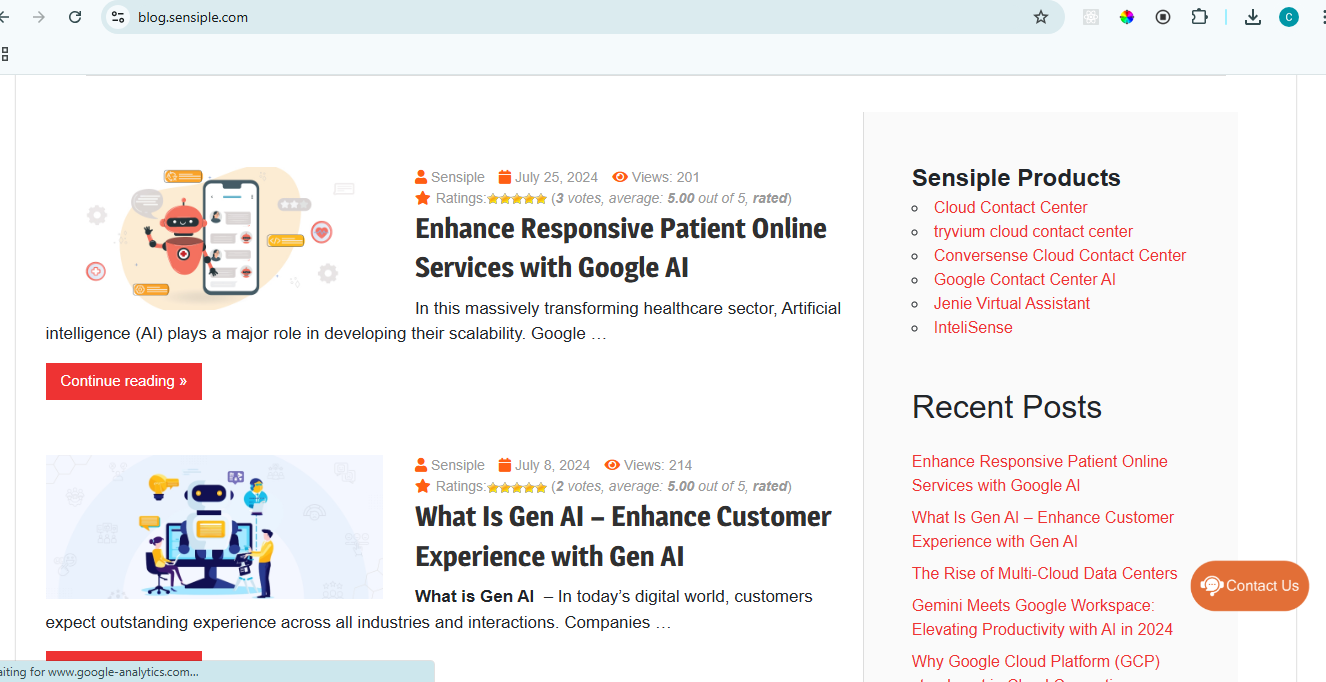 blog.sensiple.com
C
Sensiple July 25, 2024 Views: 201
Ratings: (3 votes, average: 5.00 out of 5, rated)
Enhance Responsive Patient Online
Services with Google AI
In this massively transforming healthcare sector, Artificial
intelligence (AI) plays a major role in developing their scalability. Google …
Continue reading »
Sensiple July 8, 2024 Views: 214
Ratings: (2 votes, average: 5.00 out of 5, rated)
What Is Gen AI – Enhance Customer
Experience with Gen AI
What is Gen AI – In today’s digital world, customers
expect outstanding experience across all industries and interactions. Companies …
Sensiple Products
Cloud Contact Center
tryvium cloud contact center
Conversense Cloud Contact Center
Google Contact Center AI
Jenie Virtual Assistant
InteliSense
Recent Posts
Enhance Responsive Patient Online
Services with Google AI
What Is Gen AI – Enhance Customer
Experience with Gen AI
The Rise of Multi-Cloud Data Centers
Gemini Meets Google Workspace:
Elevating Productivity with AI in 2024
Why Google Cloud Platform (GCP)
Contact Us
aiting for www.google-analytics.com...